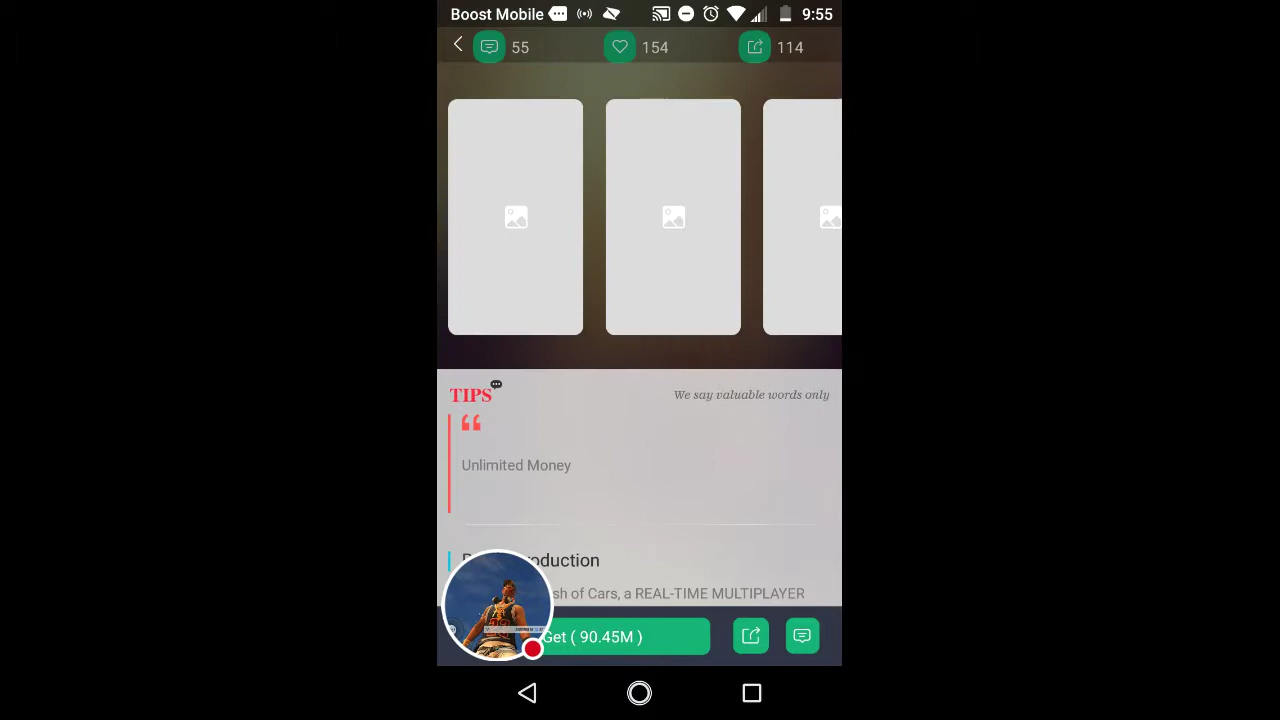 Boost Mobile 9:55
55 154 114
TIPS We say valuable words only
Unlimited Money
sh of Cars, a REAL-TIME MULTIPLAYER
Get ( 90.45M )